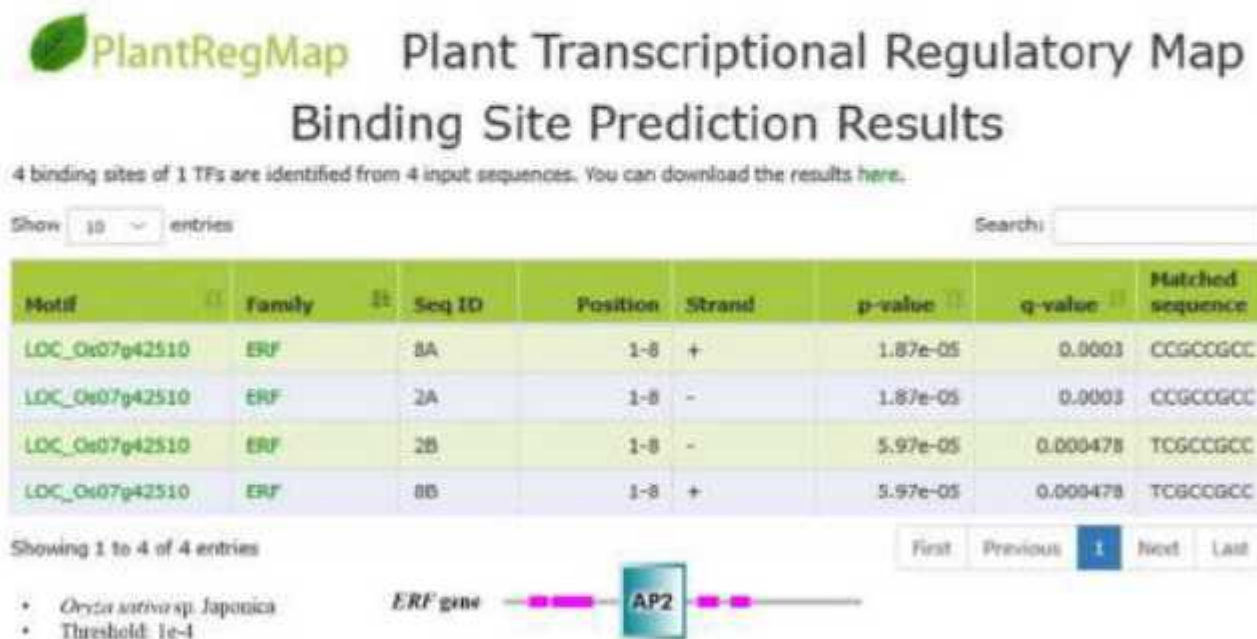 PlantRegMap Plant Transcriptional Regulatory Map
Binding Site Prediction Results
4 binding sites of 1 TFs are identified from 4 input sequences. You can download the results here.
Show 10 entries Search:
Motif Family Seq ID Position Strand p-value q-value Matched sequence
LOC_Os07g42510 ERF 8A 1-8 + 1.87e-05 0.0003 CCGCCGCC
LOC_Os07g42510 ERF 2A 1-8 - 1.87e-05 0.0003 CCGCCGCC
LOC_Os07g42510 ERF 2B 1-8 - 5.97e-05 0.000478 TCGCCGCC
LOC_Os07g42510 ERF 8B 1-8 + 5.97e-05 0.000478 TCGCCGCC
Showing 1 to 4 of 4 entries First Previous 1 Next Last
• Oryza sativa sp. Japonica ERF gene AP2
• Threshold: 1e-4